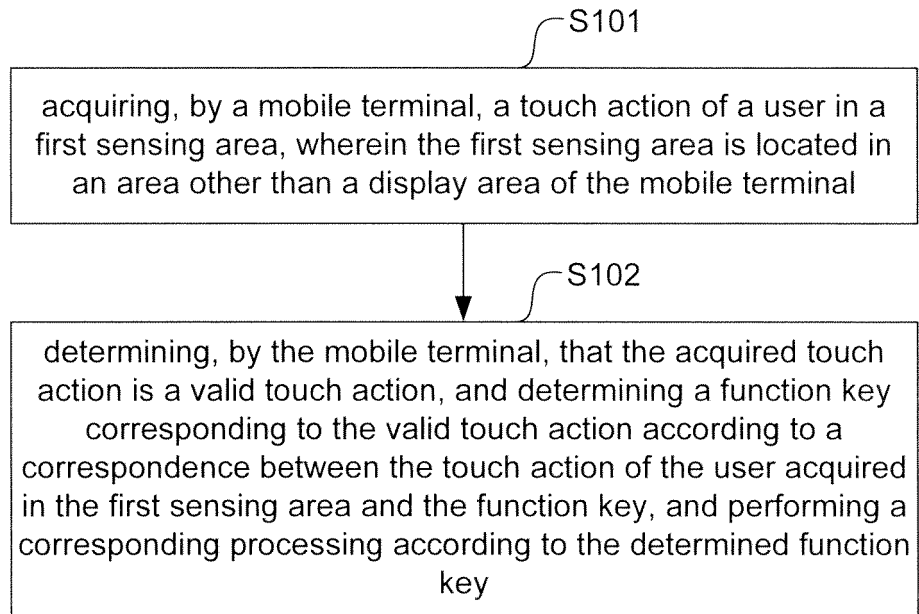 S101
acquiring, by a mobile terminal, a touch action of a user in a
first sensing area, wherein the first sensing area is located in
an area other than a display area of the mobile terminal
S102
determining, by the mobile terminal, that the acquired touch
action is a valid touch action, and determining a function key
corresponding to the valid touch action according to a
correspondence between the touch action of the user acquired
in the first sensing area and the function key, and performing a
corresponding processing according to the determined function
key